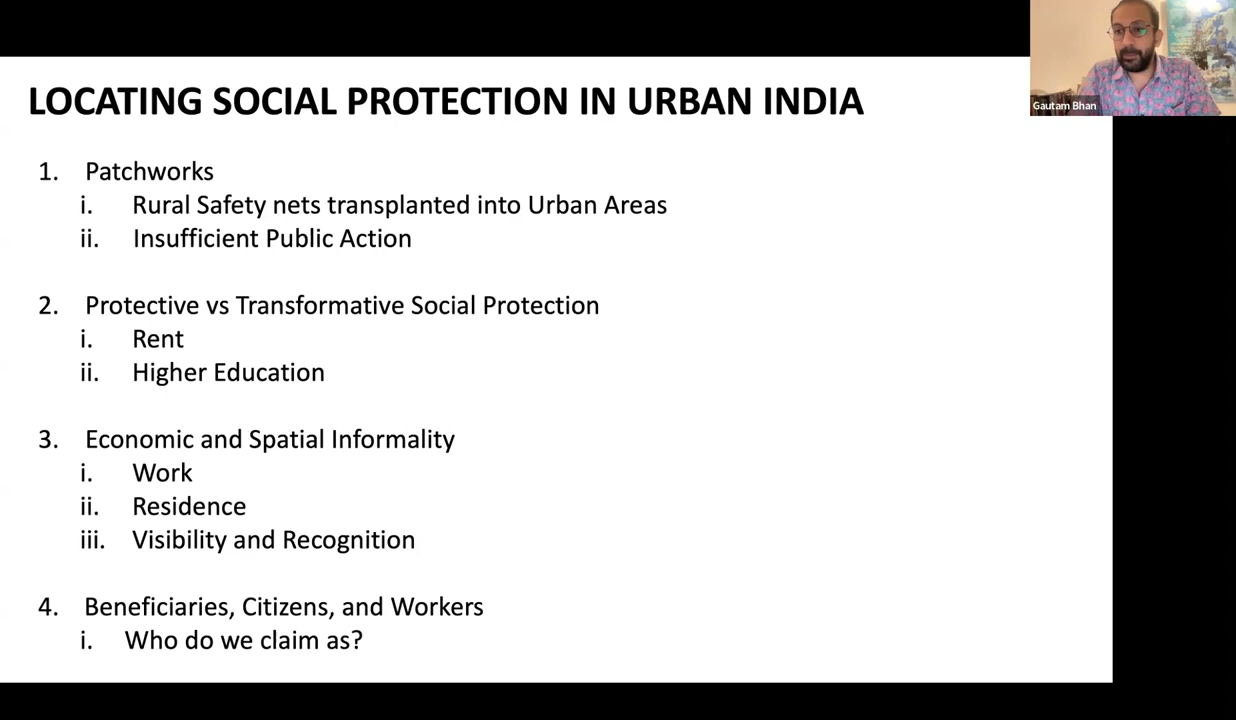 LOCATING SOCIAL PROTECTION IN URBAN INDIA
Gautam Bhan
1. Patchworks
i. Rural Safety nets transplanted into Urban Areas
ii. Insufficient Public Action
2. Protective vs Transformative Social Protection
i. Rent
ii. Higher Education
3. Economic and Spatial Informality
i. Work
ii. Residence
iii. Visibility and Recognition
4. Beneficiaries, Citizens, and Workers
i. Who do we claim as?